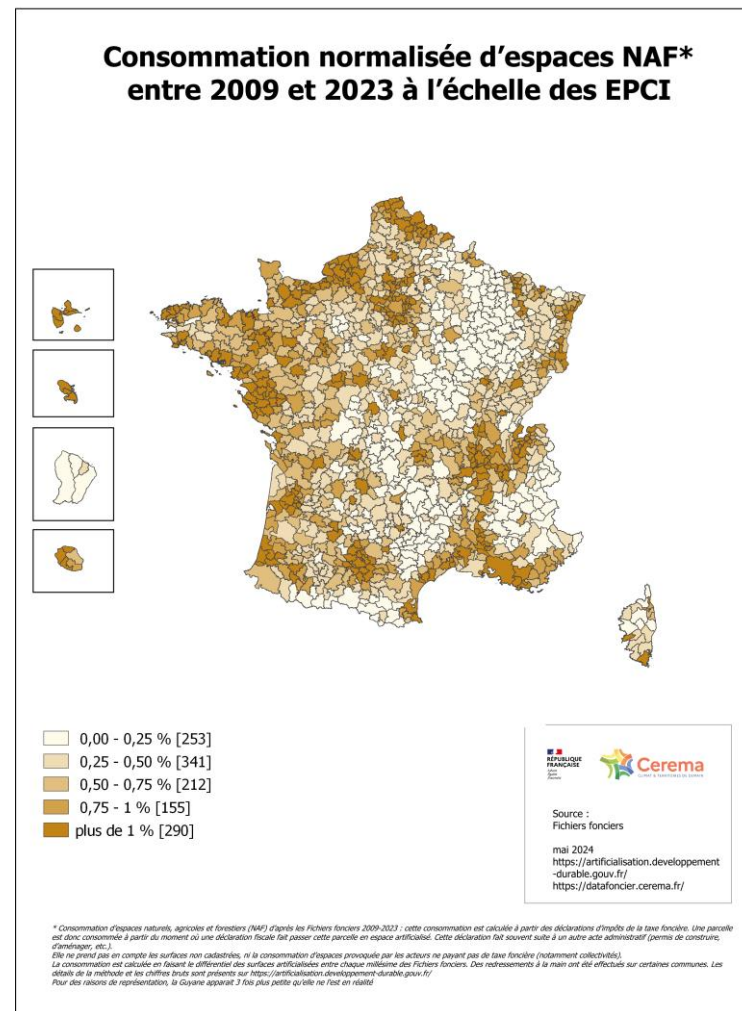 Consommation normalisée d'espaces NAF*
entre 2009 et 2023 à l'échelle des EPCI
0,00 - 0,25 % [253]
0,25 - 0,50 % [341]
0,50 - 0,75 % [212]
0,75 - 1 % [155]
plus de 1 % [290]
RÉPUBLIQUE
FRANÇAISE
Cerema
CLIMAT & TERRITOIRES DE DEMAIN
Source :
Fichiers fonciers
mai 2024
https://artificialisation.developpement
-durable.gouv.fr/
https://datafoncier.cerema.fr/
* Consommation d'espaces naturels, agricoles et forestiers (NAF) d'après les Fichiers fonciers 2009-2023 : cette consommation est calculée à partir des déclarations d'impôts de la taxe foncière. Une parcelle
est donc consommée à partir du moment où une déclaration fiscale fait passer cette parcelle en espace artificialisé. Cette déclaration fait souvent suite à un autre acte administratif (permis de construire,
d'aménager, etc.).
Elle ne prend pas en compte les surfaces non cadastrées, ni la consommation d'espaces provoquée par les acteurs ne payant pas de taxe foncière (notamment collectivités).
La consommation est calculée en faisant le différentiel des surfaces artificialisées entre chaque millésime des Fichiers fonciers. Des redressements à la main ont été effectués sur certaines communes. Les
détails de la méthode et les chiffres bruts sont présents sur https://artificialisation.developpement-durable.gouv.fr/
Pour des raisons de représentation, la Guyane apparait 3 fois plus petite qu'elle ne l'est en réalité